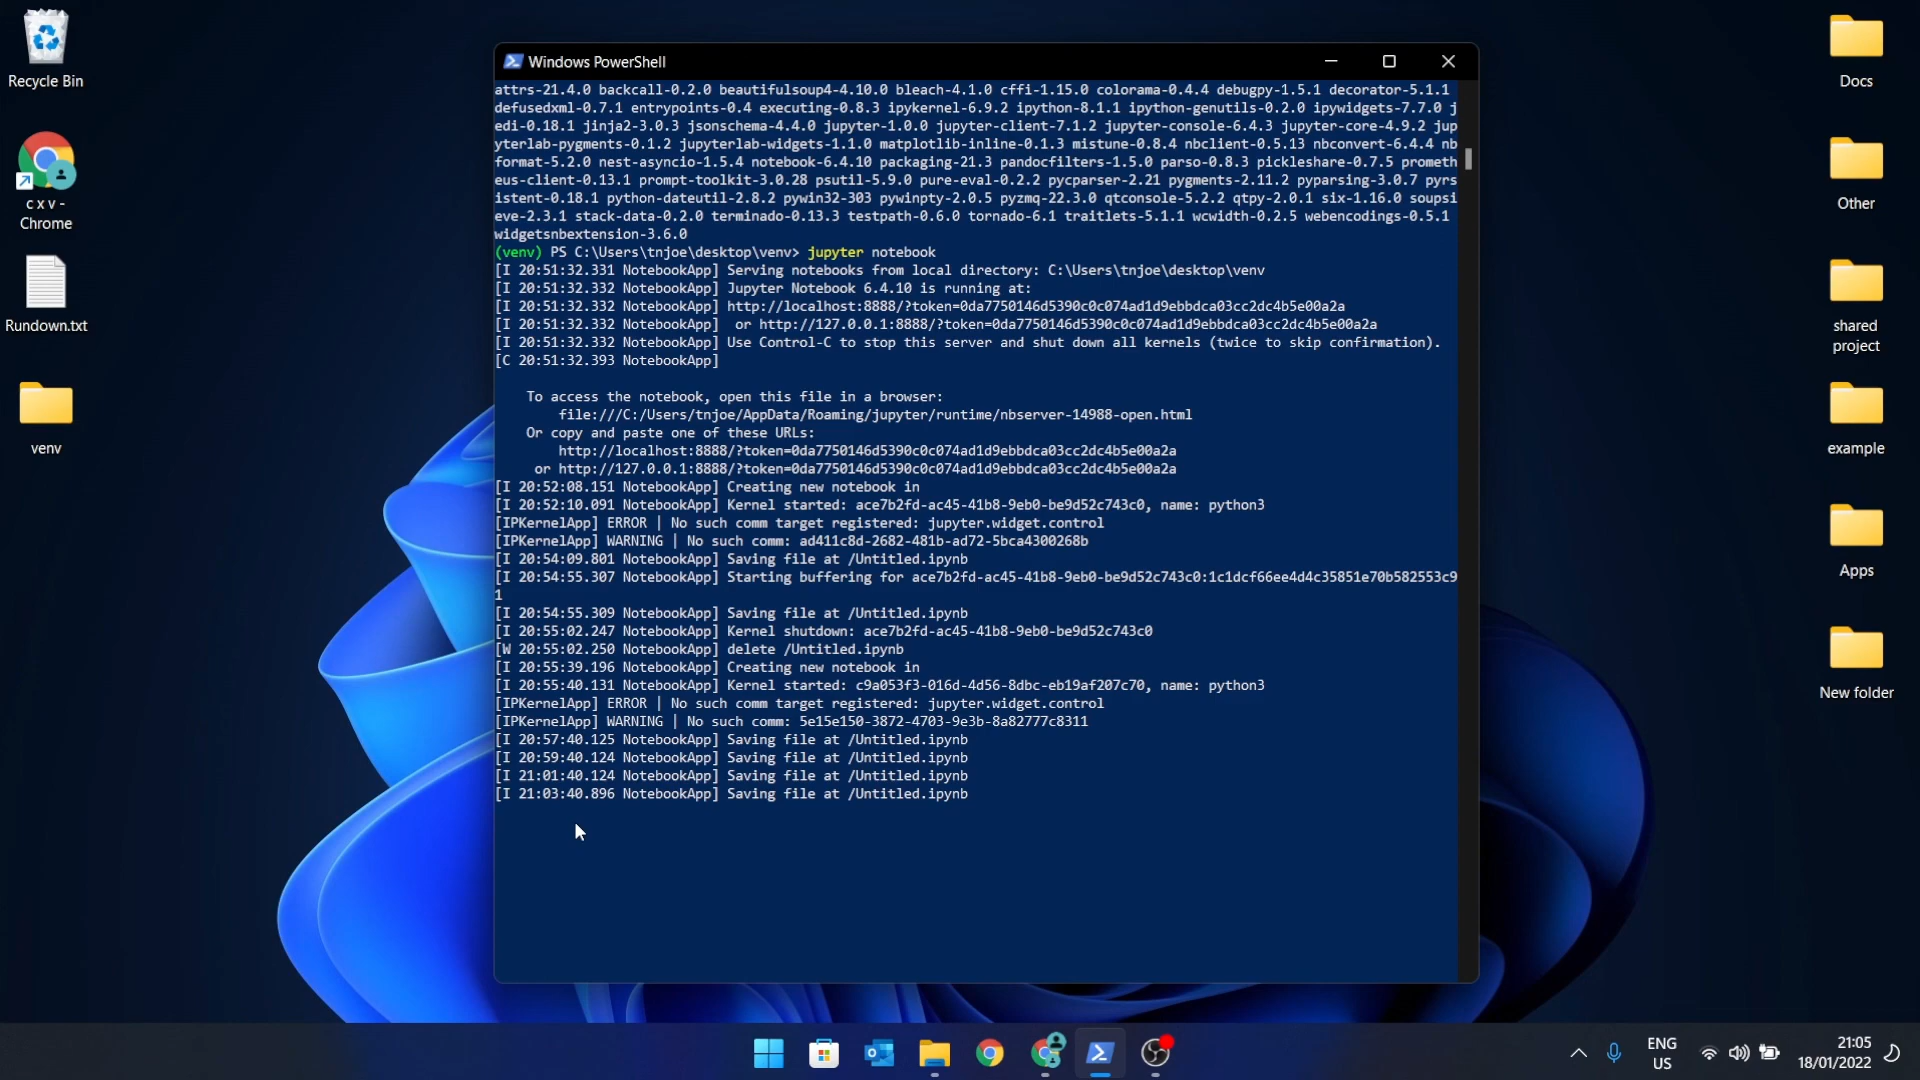 Recycle Bin
c x v -
Chrome
Rundown.txt
venv
Windows PowerShell
attrs-21.4.0 backcall-0.2.0 beautifulsoup4-4.10.0 bleach-4.1.0 cffi-1.15.0 colorama-0.4.4 debugpy-1.5.1 decorator-5.1.1
defusedxml-0.7.1 entrypoints-0.4 executing-0.8.3 ipykernel-6.9.2 ipython-8.1.1 ipython-genutils-0.2.0 ipywidgets-7.7.0 j
edi-0.18.1 jinja2-3.0.3 jsonschema-4.4.0 jupyter-1.0.0 jupyter-client-7.1.2 jupyter-console-6.4.3 jupyter-core-4.9.2 jup
yterlab-pygments-0.1.2 jupyterlab-widgets-1.1.0 matplotlib-inline-0.1.3 mistune-0.8.4 nbclient-0.5.13 nbconvert-6.4.4 nb
format-5.2.0 nest-asyncio-1.5.4 notebook-6.4.10 packaging-21.3 pandocfilters-1.5.0 parso-0.8.3 pickleshare-0.7.5 prometh
eus-client-0.13.1 prompt-toolkit-3.0.28 psutil-5.9.0 pure-eval-0.2.2 pycparser-2.21 pygments-2.11.2 pyparsing-3.0.7 pyrs
istent-0.18.1 python-dateutil-2.8.2 pywin32-303 pywinpty-2.0.5 pyzmq-22.3.0 qtconsole-5.2.2 qtpy-2.0.1 six-1.16.0 soupsi
eve-2.3.1 stack-data-0.2.0 terminado-0.13.3 testpath-0.6.0 tornado-6.1 traitlets-5.1.1 wcwidth-0.2.5 webencodings-0.5.1
widgetsnbextension-3.6.0
(venv) PS C:\Users\tnjoe\desktop\venv> jupyter notebook
[I 20:51:32.331 NotebookApp] Serving notebooks from local directory: C:\Users\tnjoe\desktop\venv
[I 20:51:32.332 NotebookApp] Jupyter Notebook 6.4.10 is running at:
[I 20:51:32.332 NotebookApp] http://localhost:8888/?token=0da7750146d5390c0c074ad1d9ebbdca03cc2dc4b5e00a2a
[I 20:51:32.332 NotebookApp]  or http://127.0.0.1:8888/?token=0da7750146d5390c0c074ad1d9ebbdca03cc2dc4b5e00a2a
[I 20:51:32.332 NotebookApp] Use Control-C to stop this server and shut down all kernels (twice to skip confirmation).
[C 20:51:32.393 NotebookApp]
To access the notebook, open this file in a browser:
file:///C:/Users/tnjoe/AppData/Roaming/jupyter/runtime/nbserver-14988-open.html
Or copy and paste one of these URLs:
http://localhost:8888/?token=0da7750146d5390c0c074ad1d9ebbdca03cc2dc4b5e00a2a
or http://127.0.0.1:8888/?token=0da7750146d5390c0c074ad1d9ebbdca03cc2dc4b5e00a2a
[I 20:52:08.151 NotebookApp] Creating new notebook in
[I 20:52:10.091 NotebookApp] Kernel started: ace7b2fd-ac45-41b8-9eb0-be9d52c743c0, name: python3
[IPKernelApp] ERROR | No such comm target registered: jupyter.widget.control
[IPKernelApp] WARNING | No such comm: ad411c8d-2682-481b-ad72-5bca4300268b
[I 20:54:09.801 NotebookApp] Saving file at /Untitled.ipynb
[I 20:54:55.307 NotebookApp] Starting buffering for ace7b2fd-ac45-41b8-9eb0-be9d52c743c0:1c1dcf66ee4d4c35851e70b582553c9
1
[I 20:54:55.309 NotebookApp] Saving file at /Untitled.ipynb
[I 20:55:02.247 NotebookApp] Kernel shutdown: ace7b2fd-ac45-41b8-9eb0-be9d52c743c0
[W 20:55:02.250 NotebookApp] delete /Untitled.ipynb
[I 20:55:39.196 NotebookApp] Creating new notebook in
[I 20:55:40.131 NotebookApp] Kernel started: c9a053f3-016d-4d56-8dbc-eb19af207c70, name: python3
[IPKernelApp] ERROR | No such comm target registered: jupyter.widget.control
[IPKernelApp] WARNING | No such comm: 5e15e150-3872-4703-9e3b-8a82777c8311
[I 20:57:40.125 NotebookApp] Saving file at /Untitled.ipynb
[I 20:59:40.124 NotebookApp] Saving file at /Untitled.ipynb
[I 21:01:40.124 NotebookApp] Saving file at /Untitled.ipynb
[I 21:03:40.896 NotebookApp] Saving file at /Untitled.ipynb
Docs
Other
shared
project
example
Apps
New folder
ENG
US
21:05
18/01/2022